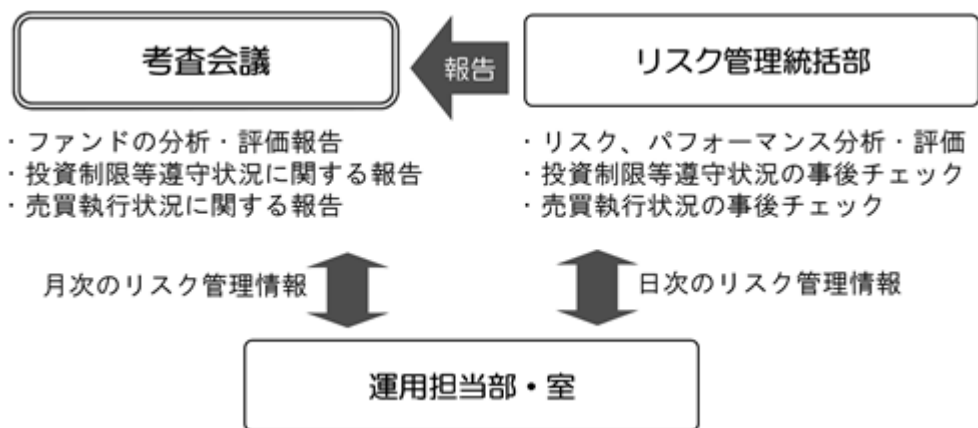 考査会議
報告
リスク管理統括部
・ファンドの分析・評価報告
・投資制限等遵守状況に関する報告
・売買執行状況に関する報告
・リスク、パフォーマンス分析・評価
・投資制限等遵守状況の事後チェック
・売買執行状況の事後チェック
月次のリスク管理情報
日次のリスク管理情報
運用担当部・室